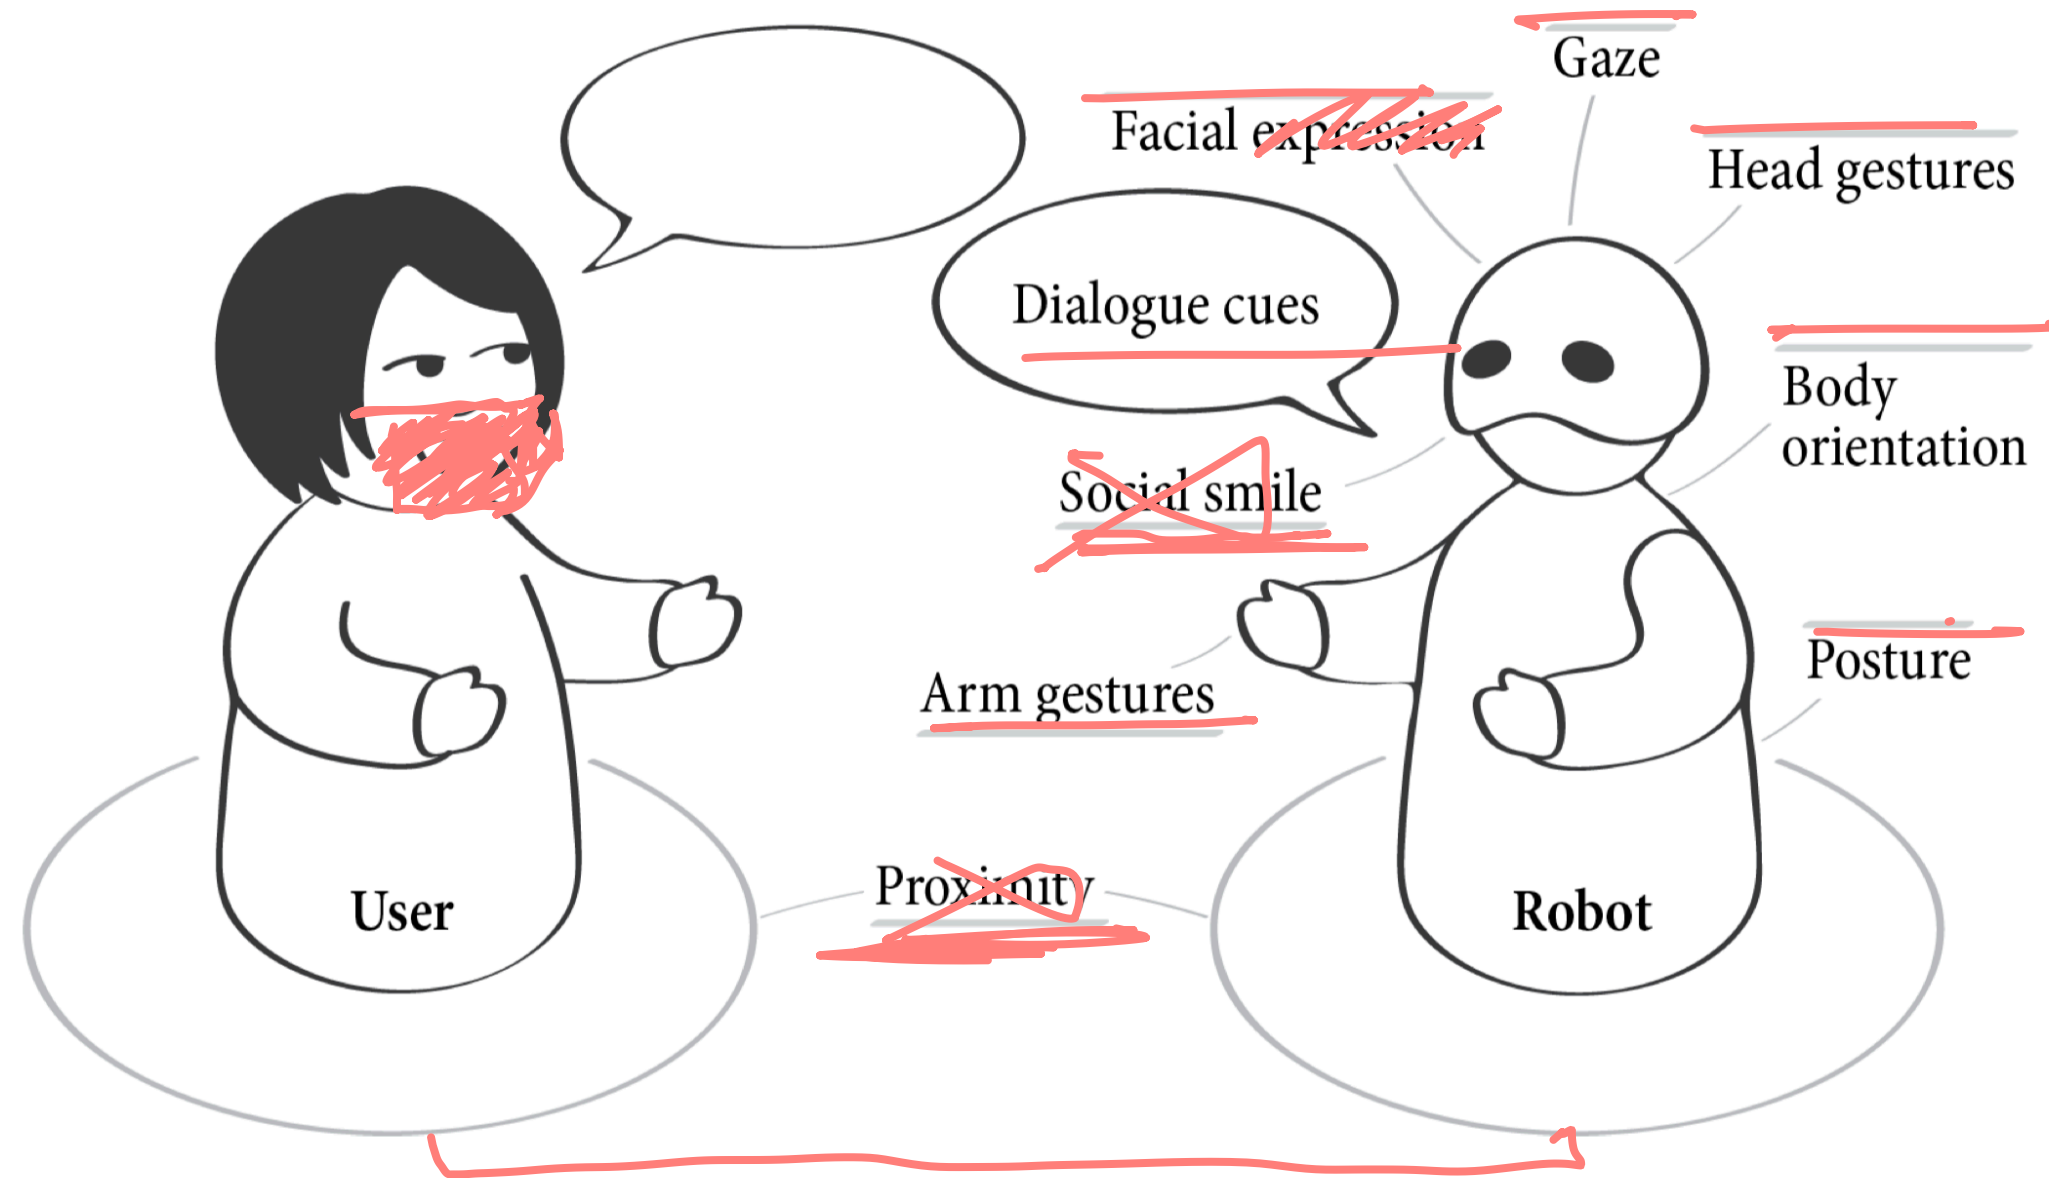 Gaze
Facial expression
Head gestures
Dialogue cues
Body
orientation
Social smile
Arm gestures
Posture
Proximity
User
Robot